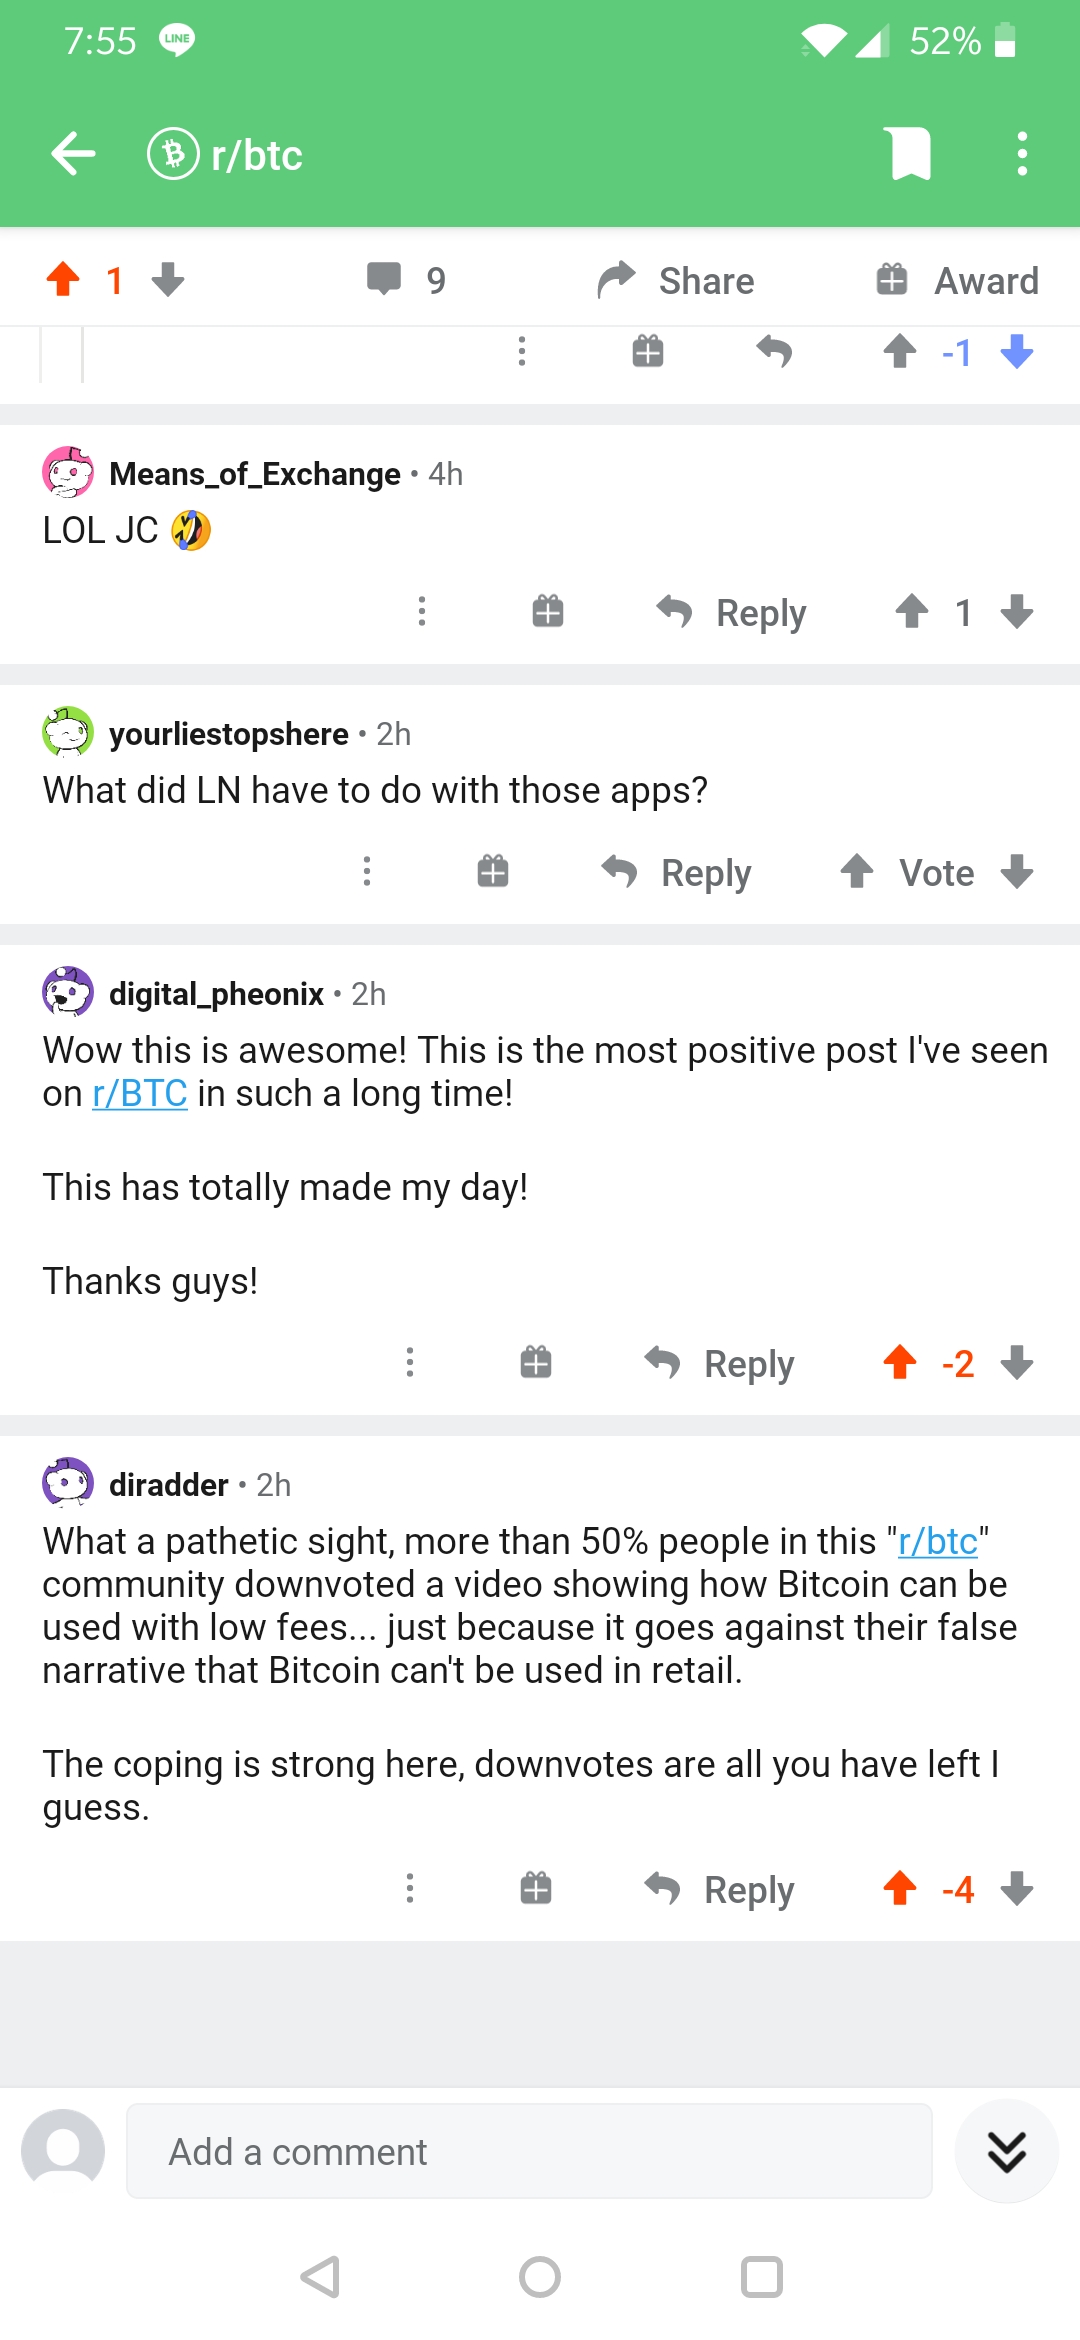 7:55 LINE 52%
r/btc
1 9 Share Award
-1
Means_of_Exchange • 4h
LOL JC 🤣
Reply 1
yourliestopshere • 2h
What did LN have to do with those apps?
Reply Vote
digital_pheonix • 2h
Wow this is awesome! This is the most positive post I've seen
on r/BTC in such a long time!
This has totally made my day!
Thanks guys!
Reply -2
diradder • 2h
What a pathetic sight, more than 50% people in this "r/btc"
community downvoted a video showing how Bitcoin can be
used with low fees... just because it goes against their false
narrative that Bitcoin can't be used in retail.
The coping is strong here, downvotes are all you have left I
guess.
Reply -4
Add a comment